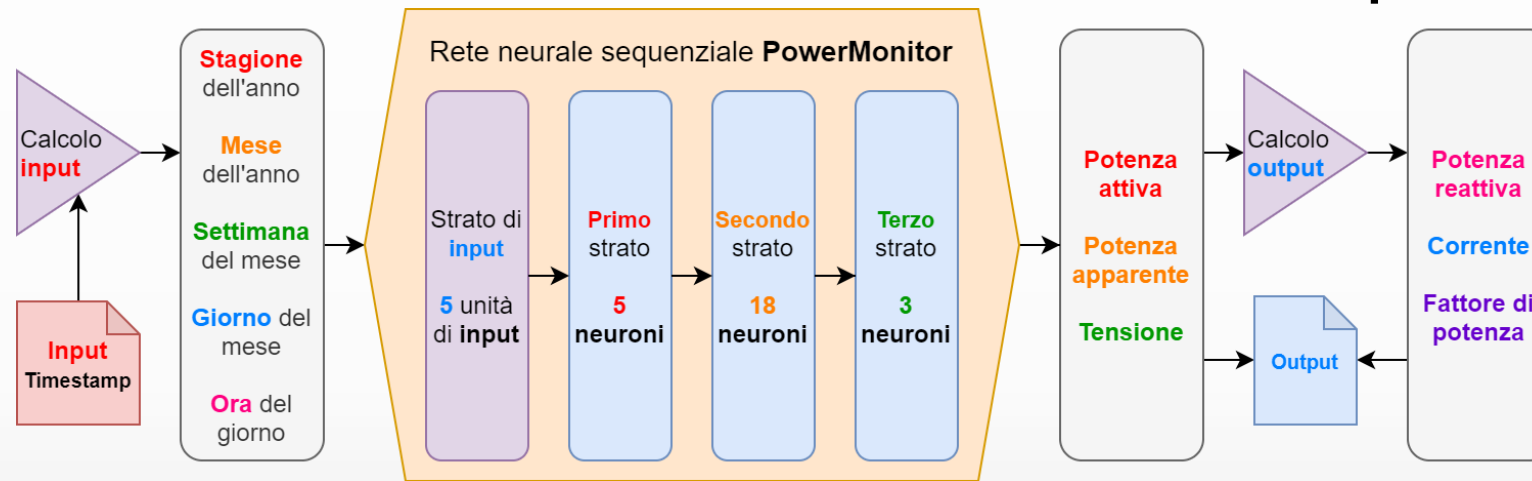 Calcolo
input
Input
Timestamp
Stagione
dell'anno
Mese
dell'anno
Settimana
del mese
Giorno del
mese
Ora del
giorno
Rete neurale sequenziale PowerMonitor
Strato di
input
5 unità
di input
Primo
strato
5
neuroni
Secondo
strato
18
neuroni
Terzo
strato
3
neuroni
Potenza
attiva
Potenza
apparente
Tensione
Calcolo
output
Output
Potenza
reattiva
Corrente
Fattore di
potenza